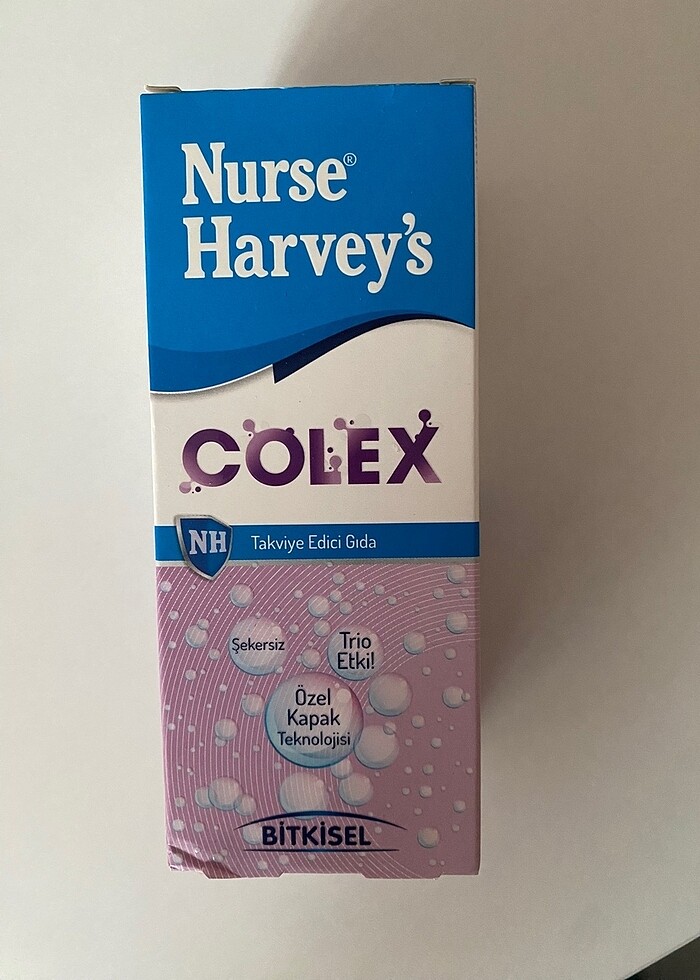 Nurse®
Harvey's
COLEX
NH
Takviye Edici Gıda
Şekersiz
Trio
Etki!
Özel
Kapak
Teknolojisi
BİTKİSEL